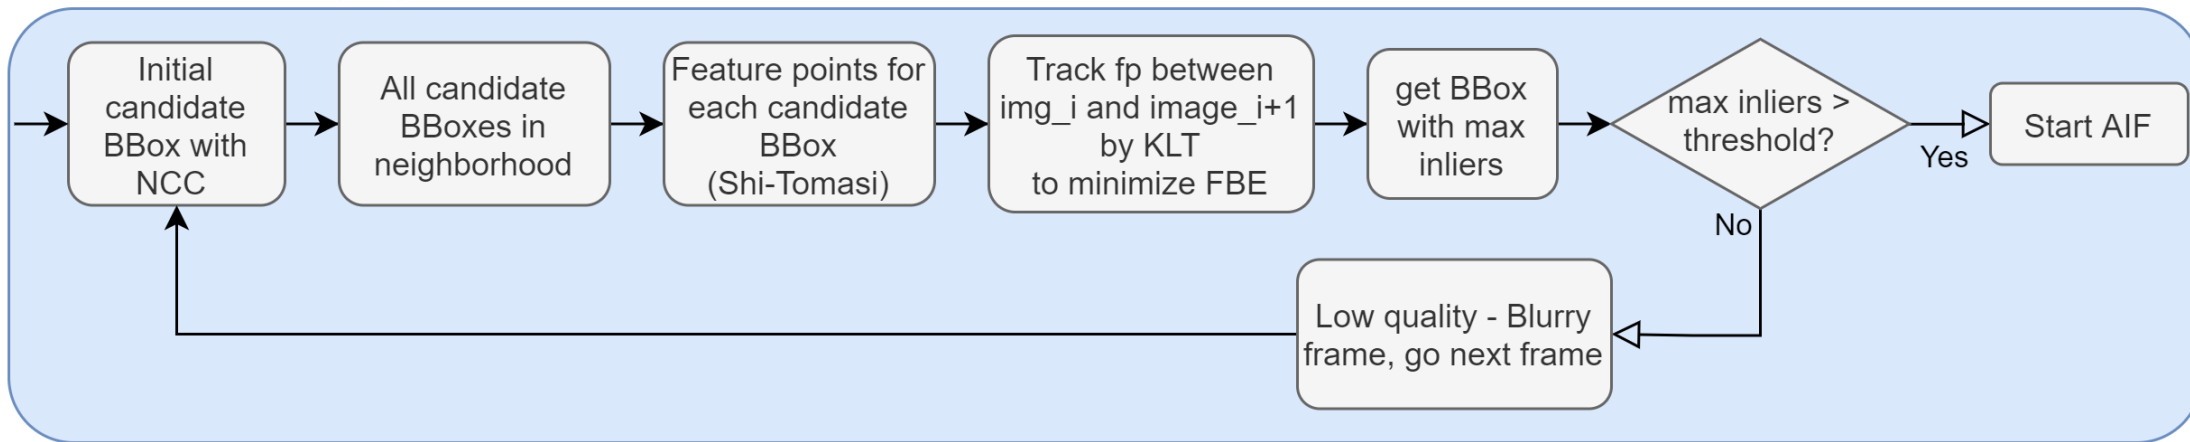 Initial
candidate
BBox with
NCC
All candidate
BBoxes in
neighborhood
Feature points for
each candidate
BBox
(Shi-Tomasi)
Track fp between
img_i and image_i+1
by KLT
to minimize FBE
get BBox
with max
inliers
max inliers >
threshold?
Yes
Start AIF
No
Low quality - Blurry
frame, go next frame